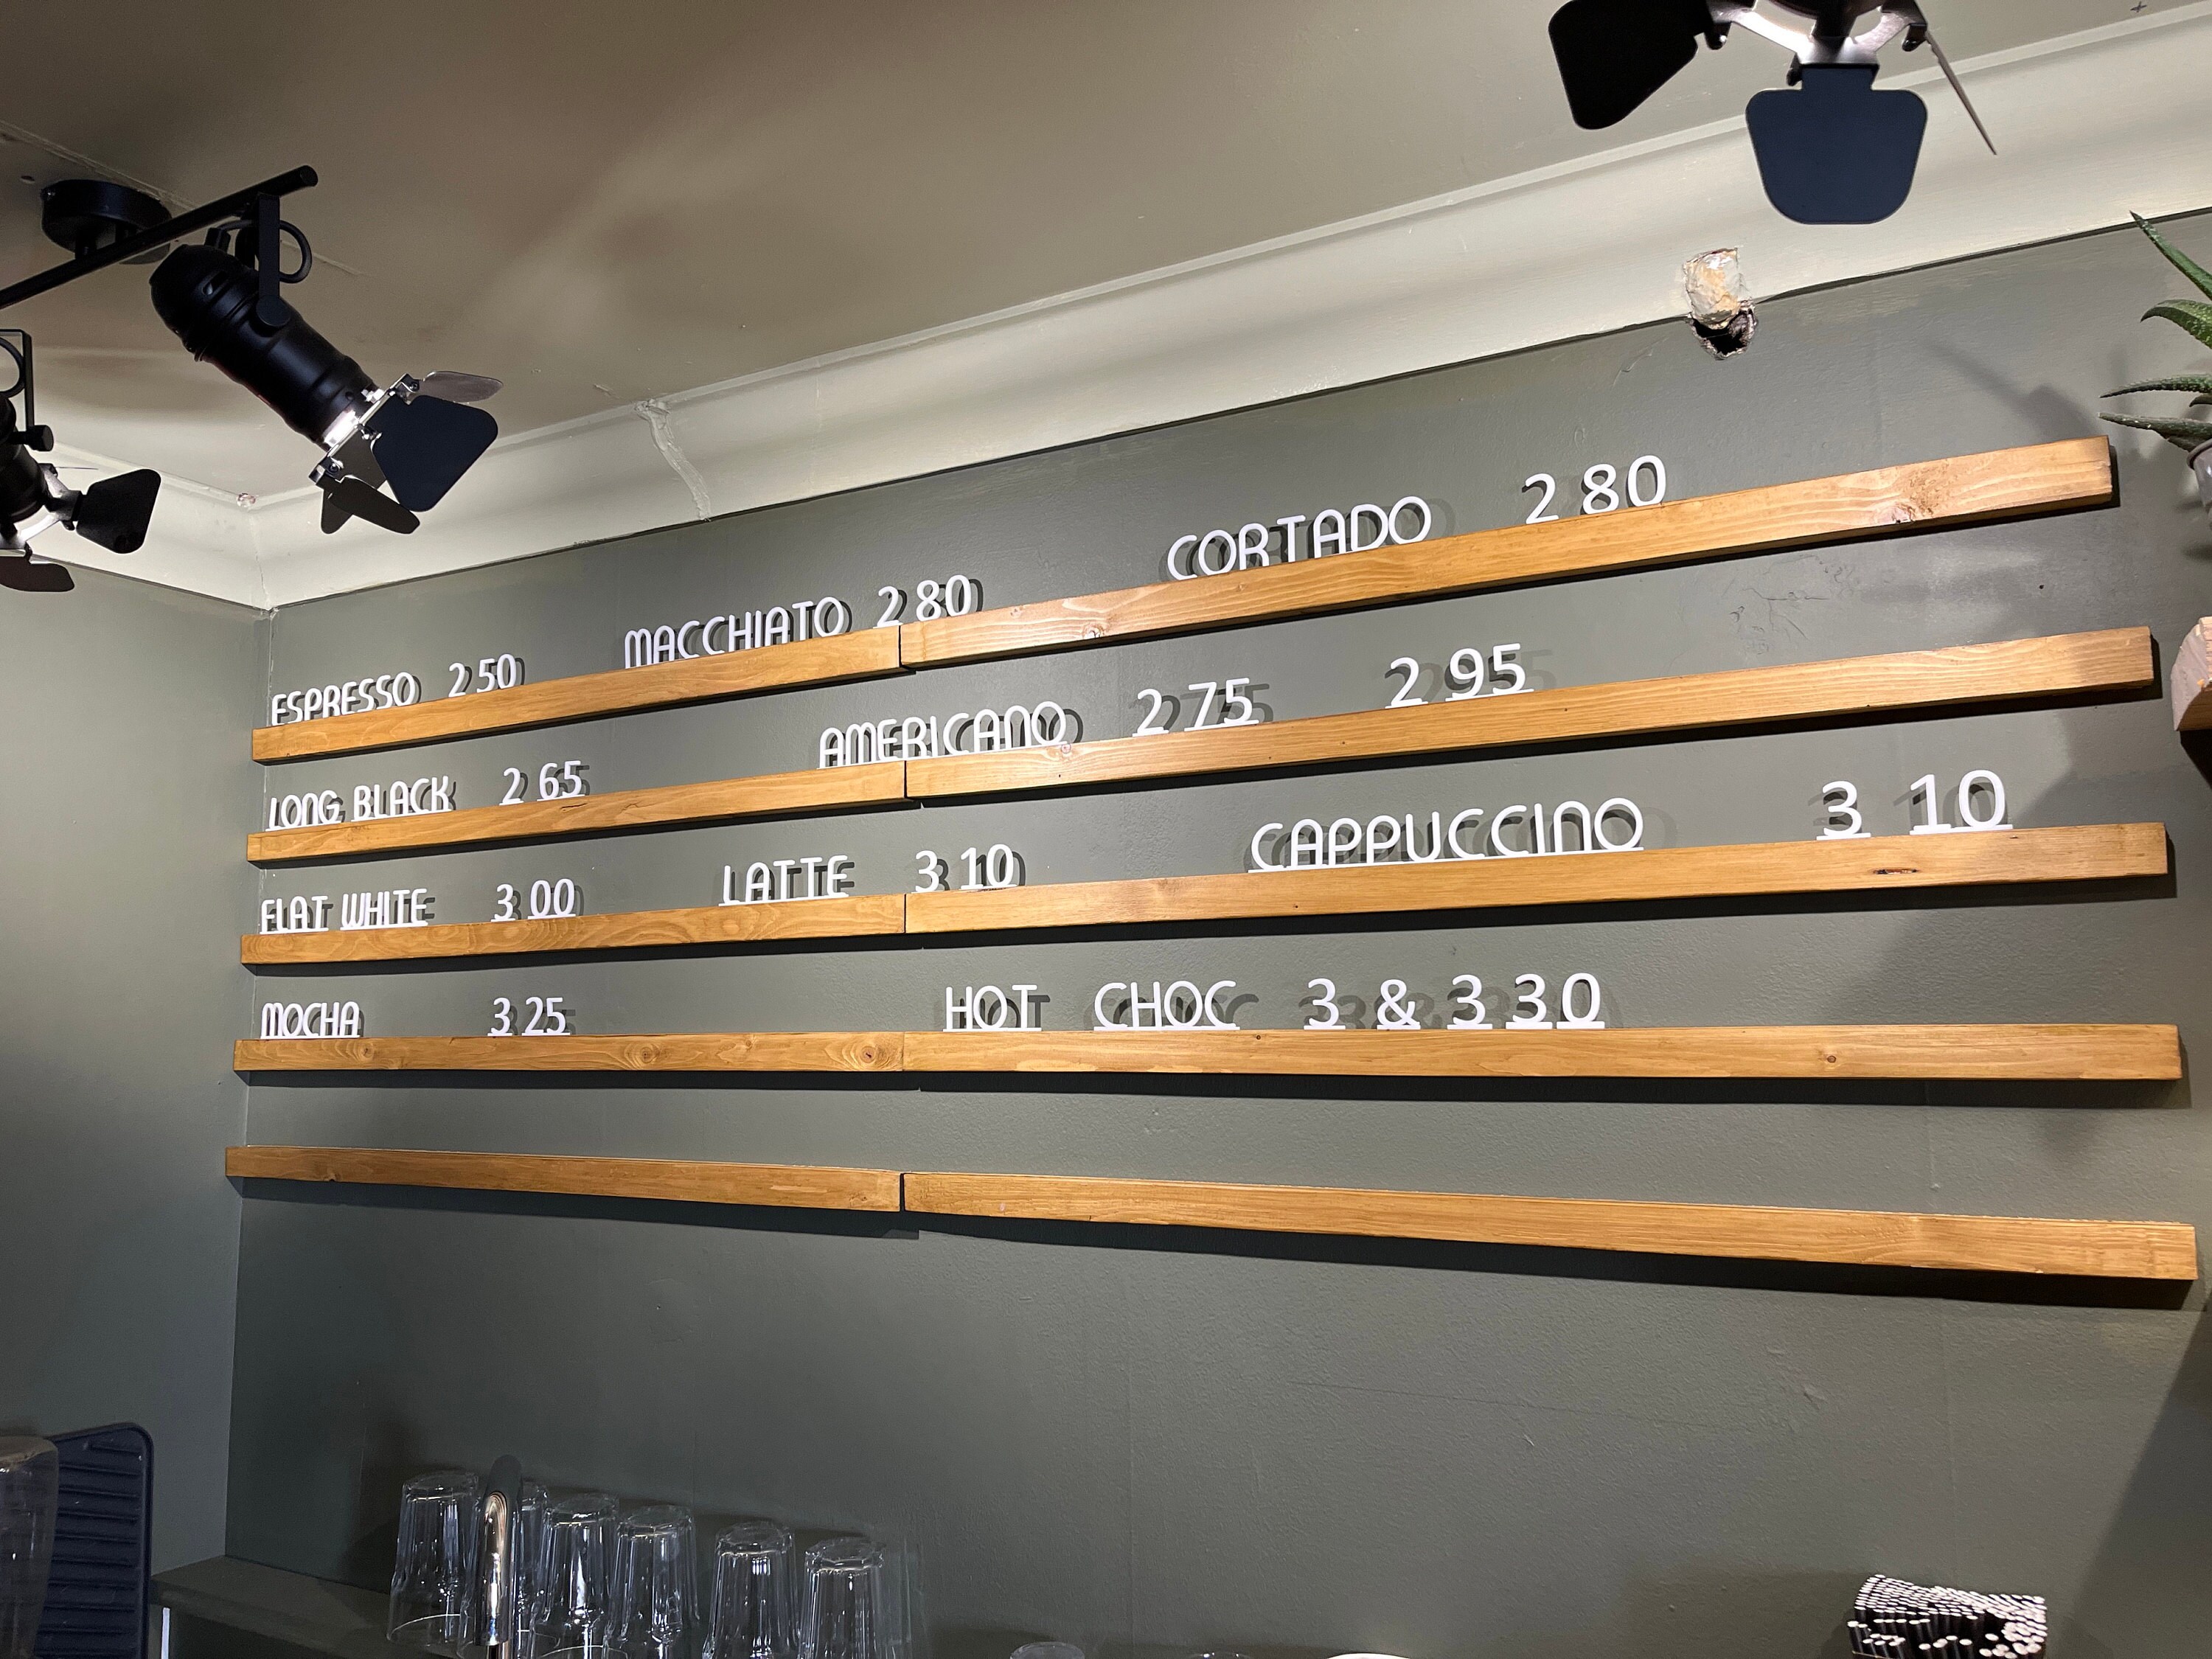 ESPRESSO 2 50 MACCHIATO 2 80 CORTADO 2 80
LONG BLACK 2 65 AMERICANO 2 75 2 95
FLAT WHITE 3 00 LATTE 3 10 CAPPUCCINO 3 10
MOCHA 3 25 HOT CHOC 3 & 3 30